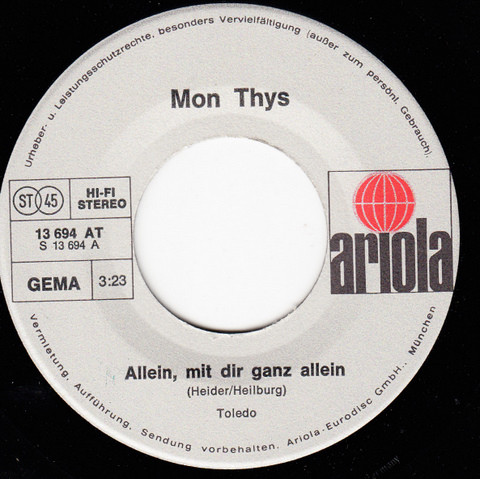 Urheber- u. Leistungsschutzrechte, besonders Vervielfältigung (außer zum persönl. Gebrauch),
Mon Thys
ST 45
HI-FI
STEREO
13 694 AT
S 13 694 A
GEMA
3:23
ariola
Allein, mit dir ganz allein
(Heider/Heilburg)
Toledo
Vermietung, Aufführung, Sendung vorbehalten. Ariola-Eurodisc GmbH., München